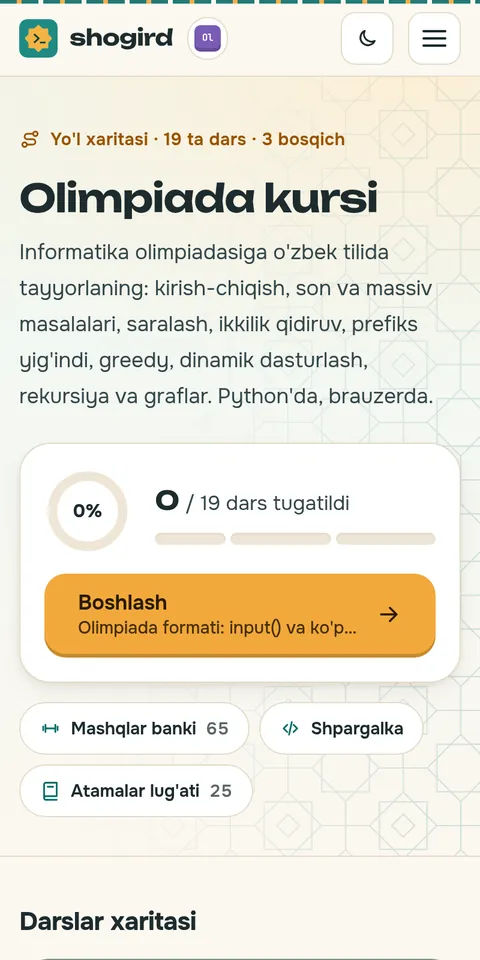 shogird
Yo'l xaritasi · 19 ta dars · 3 bosqich
Olimpiada kursi
Informatika olimpiadasiga o'zbek tilida
tayyorlaning: kirish-chiqish, son va massiv
masalalari, saralash, ikkilik qidiruv, prefiks
yig'indi, greedy, dinamik dasturlash,
rekursiya va graflar. Python'da, brauzerda.
0%
0 / 19 dars tugatildi
Boshlash
Olimpiada formati: input() va ko'p...
Mashqlar banki 65
Shpargalka
Atamalar lug'ati 25
Darslar xaritasi